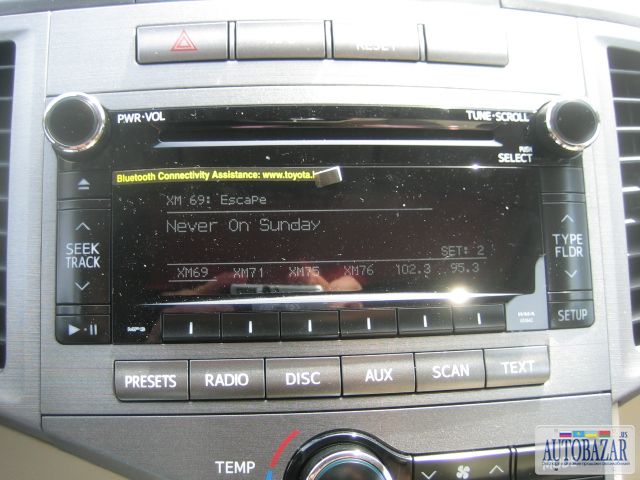 RESET
PWR•VOL
TUNE•SCROLL
PUSH
SELECT
Bluetooth Connectivity Assistance: www.toyota.
XM 69: EscaPe
Never On Sunday
SET: 2
XM69 XM71 XM75 XM76 102.3 95.3
SEEK
TRACK
TYPE
FLDR
SETUP
MP3
WMA
PRESETS RADIO DISC AUX SCAN TEXT
TEMP
AUTOBAZAR